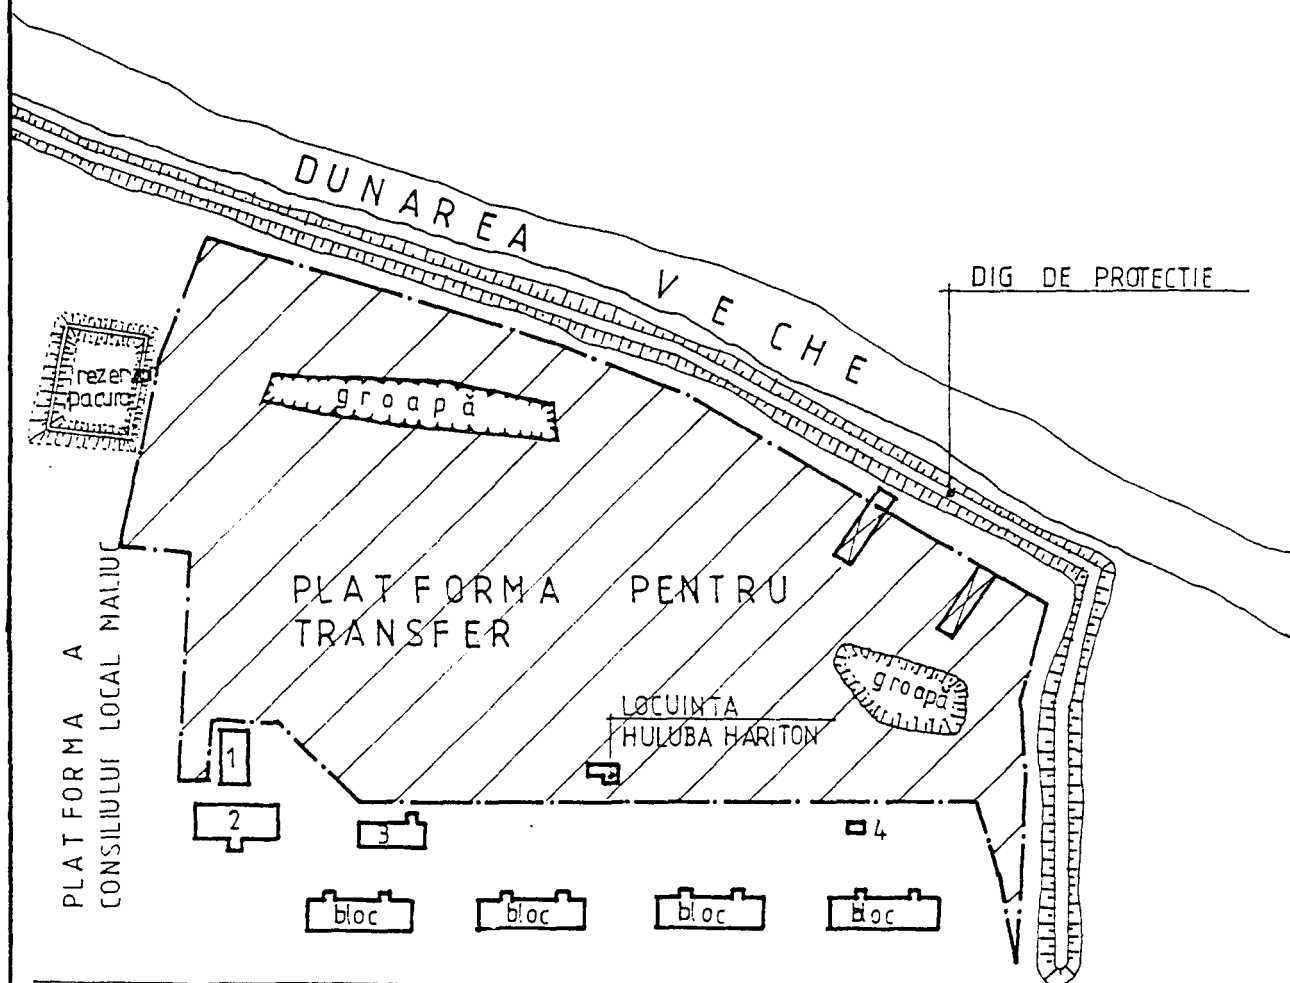 DUNAREA VECHE
DIG DE PROTECTIE
rezer
pacura
groapă
PLATFORMA PENTRU
TRANSFER
groapă
LOCUINTA
HULUBA HARITON
PLATFORMA A
CONSILIULUI LOCAL MALIUC
1
2
3
4
bloc
bloc
bloc
bloc